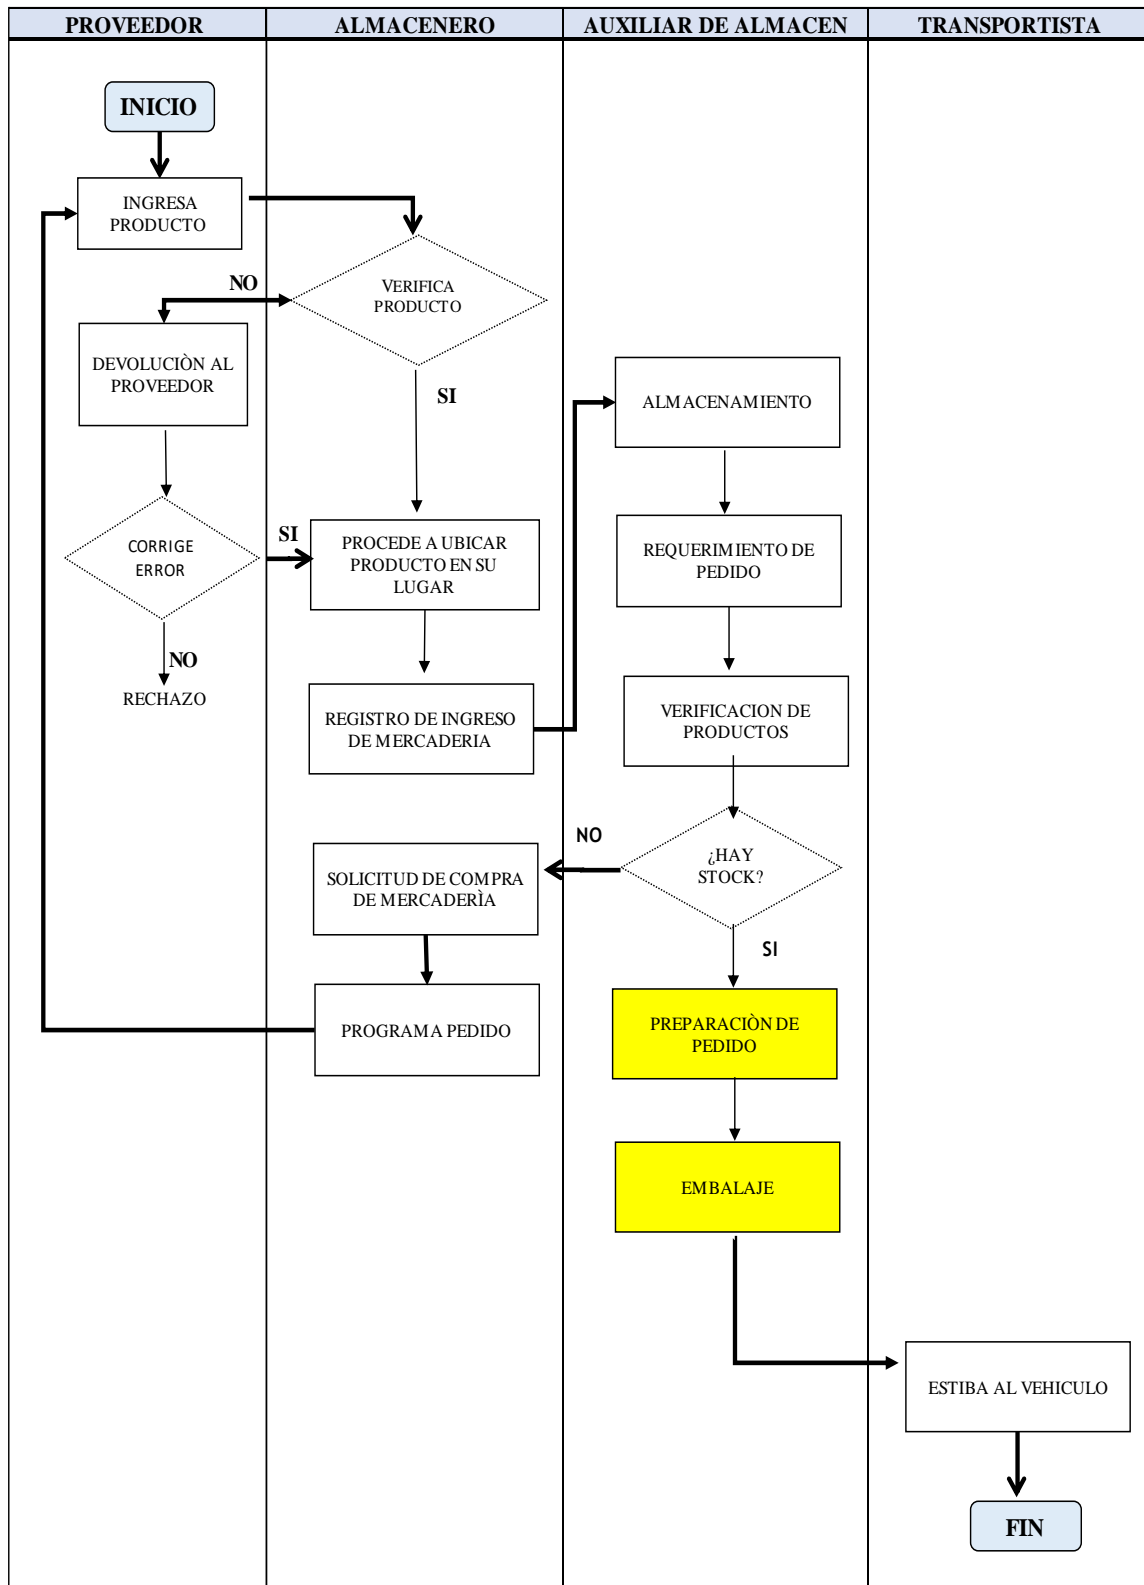 PROVEEDOR
ALMACENERO
AUXILIAR DE ALMACEN
TRANSPORTISTA
INICIO
INGRESA
PRODUCTO
VERIFICA
PRODUCTO
NO
DEVOLUCIÒN AL
PROVEEDOR
SI
ALMACENAMIENTO
CORRIGE
ERROR
SI
PROCEDE A UBICAR
PRODUCTO EN SU
LUGAR
REQUERIMIENTO DE
PEDIDO
NO
RECHAZO
REGISTRO DE INGRESO
DE MERCADERIA
VERIFICACION DE
PRODUCTOS
NO
¿HAY
STOCK?
SOLICITUD DE COMPRA
DE MERCADERÌA
SI
PROGRAMA PEDIDO
PREPARACIÒN DE
PEDIDO
EMBALAJE
ESTIBA AL VEHICULO
FIN